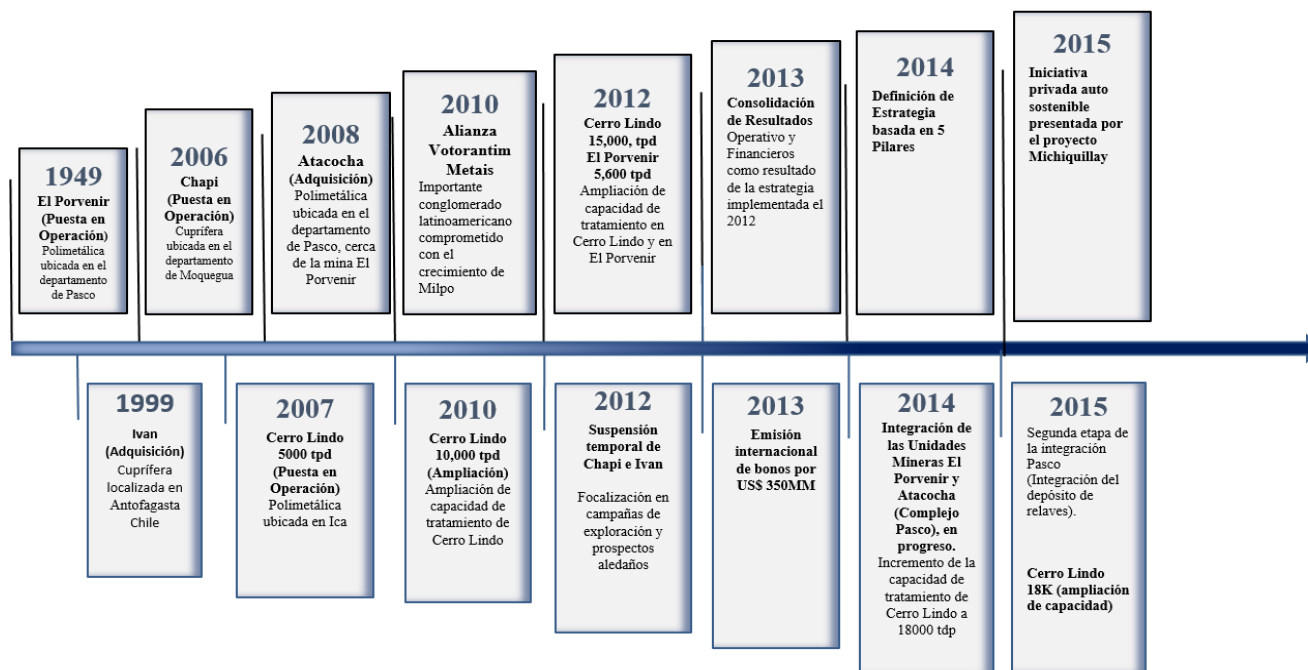 1949
El Porvenir
(Puesta en
Operación)
Polimetálica
ubicada en el
departamento
de Pasco
2006
Chapi
(Puesta en
Operación)
Cuprífera
ubicada en el
departamento
de Moquegua
2008
Atacocha
(Adquisición)
Polimetálica
ubicada en el
departamento
de Pasco, cerca
de la mina El
Porvenir
2010
Alianza
Votorantim
Metais
Importante
conglomerado
latinoamericano
comprometido
con el
crecimiento de
Milpo
2012
Cerro Lindo
15,000, tpd
El Porvenir
5,600 tpd
Ampliación de
capacidad de
tratamiento en
Cerro Lindo y en
El Porvenir
2013
Consolidación
de Resultados
Operativo y
Financieros
como resultado
de la estrategia
implementada el
2012
2014
Definición de
Estrategia
basada en 5
Pilares
2015
Iniciativa
privada auto
sostenible
presentada por
el proyecto
Michiquillay
1999
Ivan
(Adquisición)
Cuprífera
localizada en
Antofagasta
Chile
2007
Cerro Lindo
5000 tpd
(Puesta en
Operación)
Polimetálica
ubicada en Ica
2010
Cerro Lindo
10,000 tpd
(Ampliación)
Ampliación de
capacidad de
tratamiento de
Cerro Lindo
2012
Suspensión
temporal de
Chapi e Ivan
Focalización en
campañas de
exploración y
prospectos
aledaños
2013
Emisión
internacional
de bonos por
US$ 350MM
2014
Integración de
las Unidades
Mineras El
Porvenir y
Atacocha
(Complejo
Pasco), en
progreso.
Incremento de la
capacidad de
tratamiento de
Cerro Lindo a
18000 tdp
2015
Segunda etapa de
la integración
Pasco
(Integración del
depósito de
relaves).
Cerro Lindo
18K (ampliación
de capacidad)